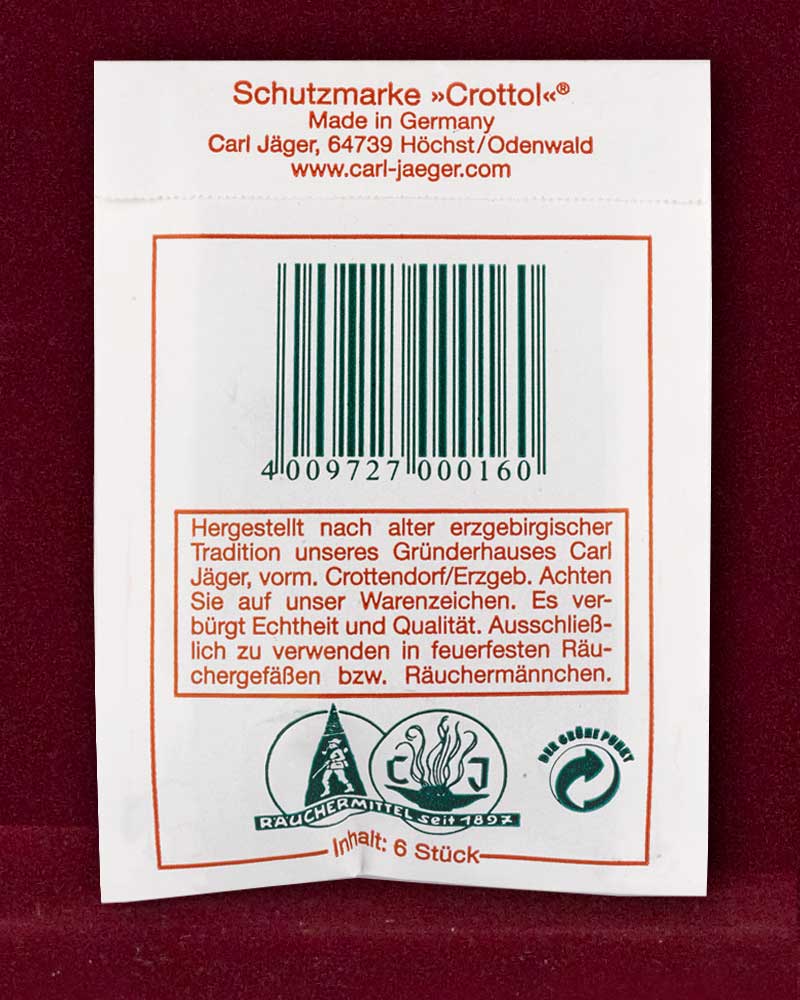 Schutzmarke »Crottol«®
Made in Germany
Carl Jäger, 64739 Höchst/Odenwald
www.carl-jaeger.com
4 009727 000160
Hergestellt nach alter erzgebirgischer
Tradition unseres Gründerhauses Carl
Jäger, vorm. Crottendorf/Erzgeb. Achten
Sie auf unser Warenzeichen. Es ver-
bürgt Echtheit und Qualität. Ausschließ-
lich zu verwenden in feuerfesten Räu-
chergefäßen bzw. Räuchermännchen.
C J
RÄUCHERMITTEL seit 1897
DER GRÜNE PUNKT
Inhalt: 6 Stück